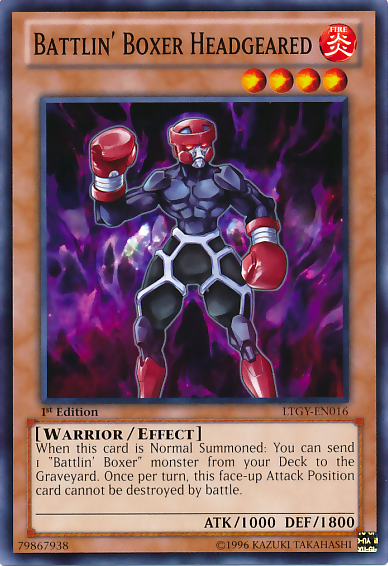 BATTLIN' BOXER HEADGEARED
FIRE
炎
1st Edition
LTGY-EN016
[WARRIOR/EFFECT]
When this card is Normal Summoned: You can send
1 "Battlin' Boxer" monster from your Deck to the
Graveyard. Once per turn, this face-up Attack Position
card cannot be destroyed by battle.
ATK/1000 DEF/1800
79867938
©1996 KAZUKI TAKAHASHI